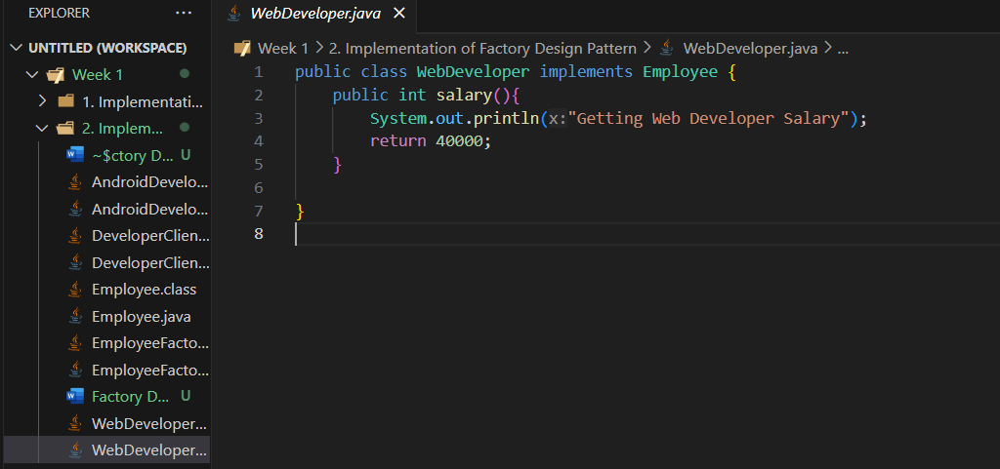 EXPLORER ...
UNTITLED (WORKSPACE)
Week 1
1. Implementati...
2. Implem...
~$ctory D... U
AndroidDevelo...
AndroidDevelo...
DeveloperClien...
DeveloperClien...
Employee.class
Employee.java
EmployeeFacto...
EmployeeFacto...
Factory D... U
WebDeveloper...
WebDeveloper...
WebDeveloper.java ×
Week 1 > 2. Implementation of Factory Design Pattern > WebDeveloper.java > ...
1 public class WebDeveloper implements Employee {
2     public int salary(){
3         System.out.println(x:"Getting Web Developer Salary");
4         return 40000;
5     }
6
7 }
8